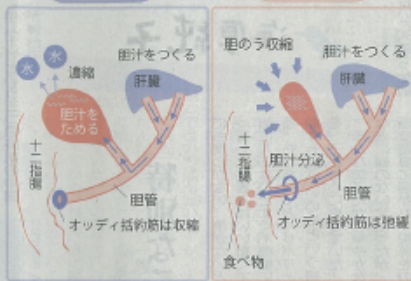 水
水
濃縮
胆汁をつくる
肝臓
胆汁を
ためる
十二指腸
胆管
オッディ括約筋は収縮
胆のう収縮
胆汁をつくる
肝臓
十二指腸
胆汁分泌
胆管
オッディ括約筋は弛緩
食べ物